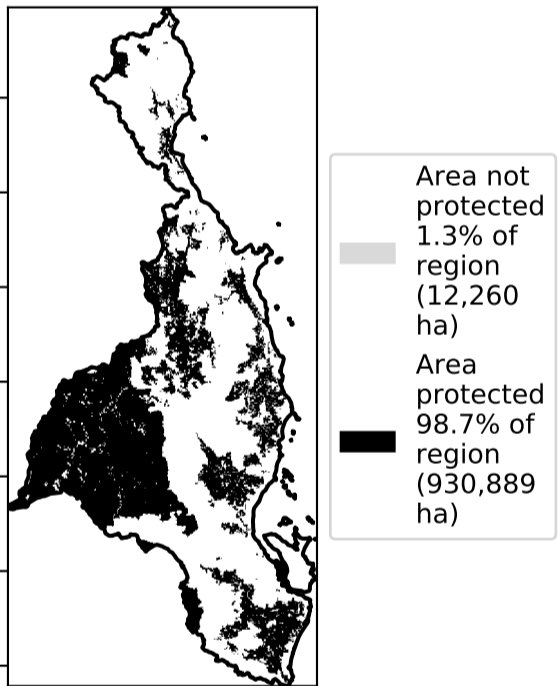 Area not
protected
1.3% of
region
(12,260
ha)
Area
protected
98.7% of
region
(930,889
ha)